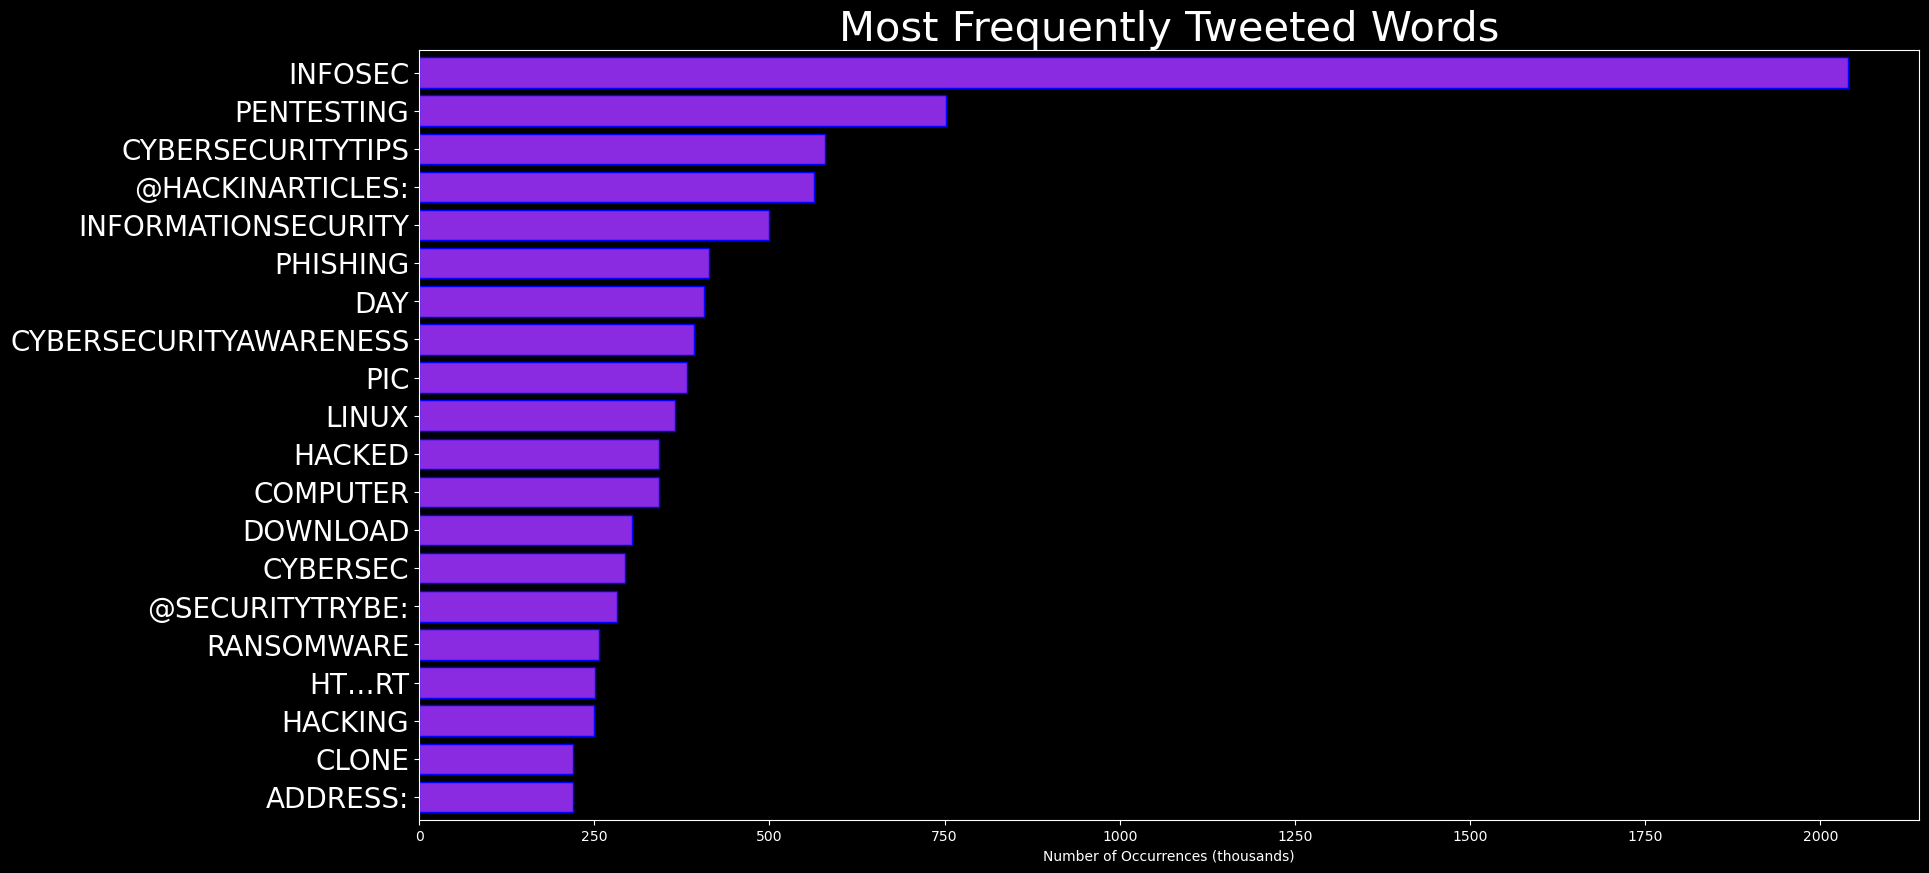 Most Frequently Tweeted Words
INFOSEC
PENTESTING
CYBERSECURITYTIPS
@HACKINARTICLES:
INFORMATIONSECURITY
PHISHING
DAY
CYBERSECURITYAWARENESS
PIC
LINUX
HACKED
COMPUTER
DOWNLOAD
CYBERSEC
@SECURITYTRYBE:
RANSOMWARE
HT…RT
HACKING
CLONE
ADDRESS:
0 250 500 750 1000 1250 1500 1750 2000
Number of Occurrences (thousands)